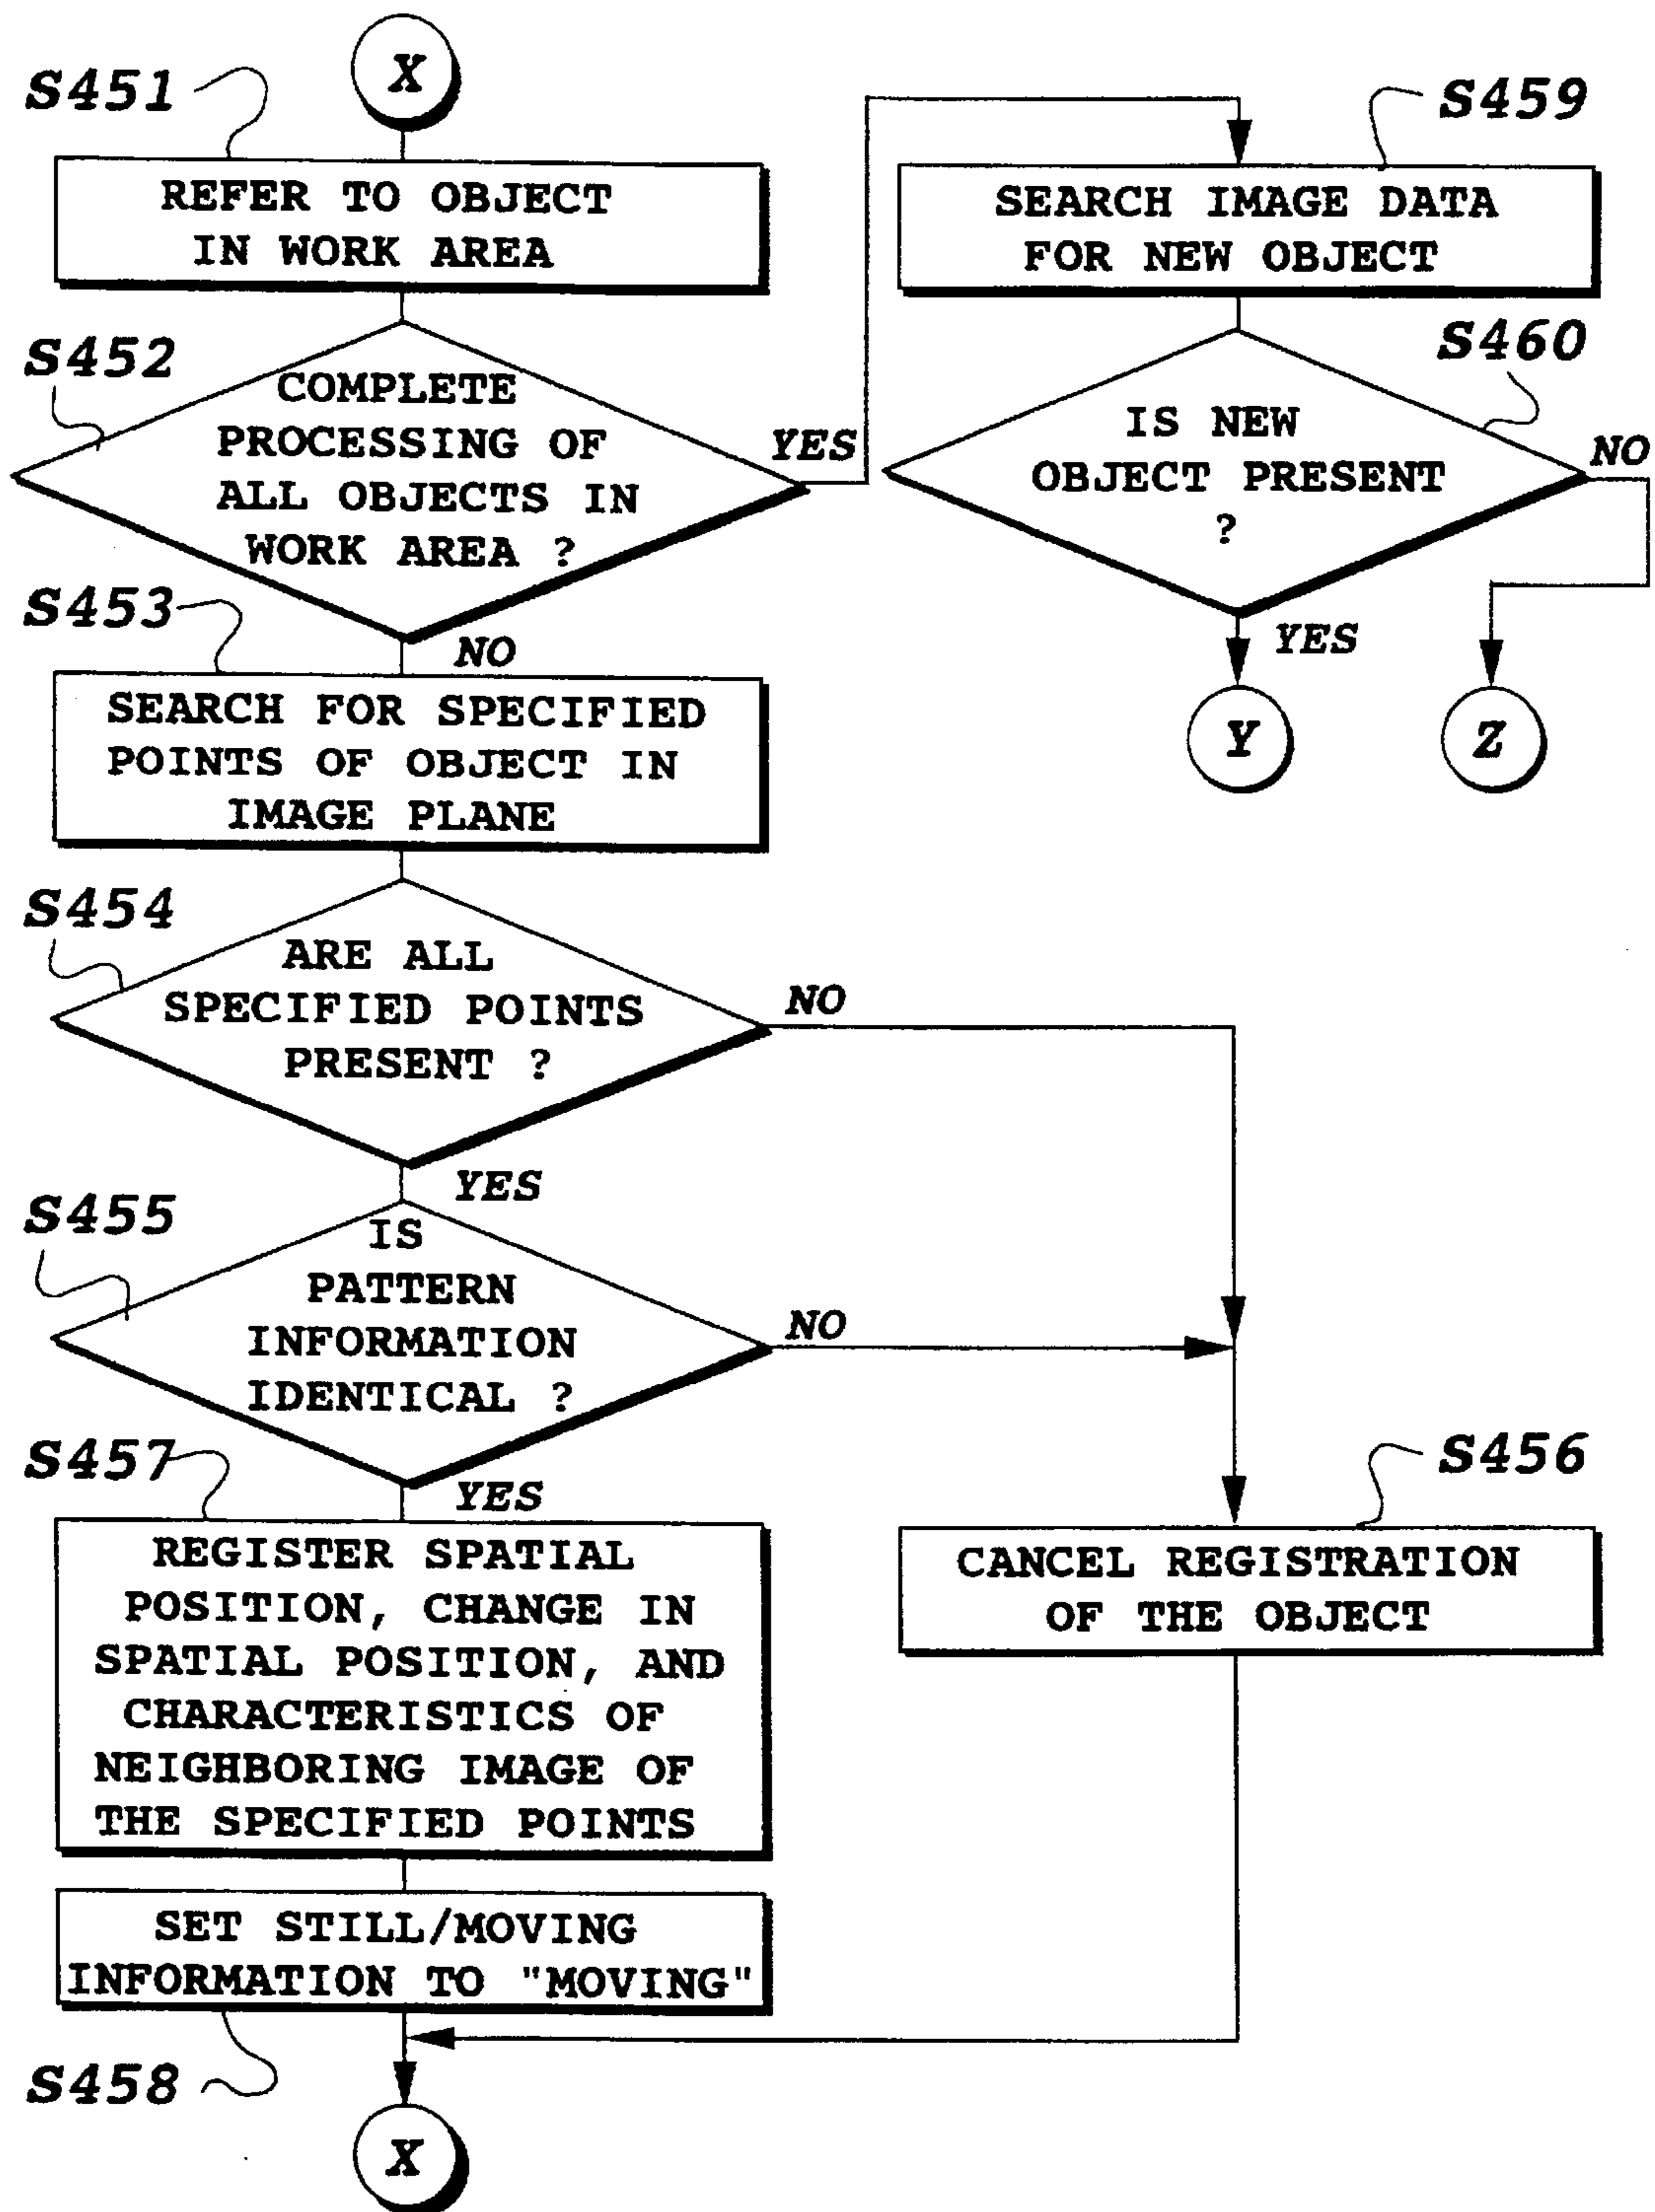 X
S451
REFER TO OBJECT
IN WORK AREA
S452
COMPLETE
PROCESSING OF
ALL OBJECTS IN
WORK AREA ?
YES
NO
S453
SEARCH FOR SPECIFIED
POINTS OF OBJECT IN
IMAGE PLANE
S454
ARE ALL
SPECIFIED POINTS
PRESENT ?
NO
YES
S455
IS
PATTERN
INFORMATION
IDENTICAL ?
NO
YES
S457
REGISTER SPATIAL
POSITION, CHANGE IN
SPATIAL POSITION, AND
CHARACTERISTICS OF
NEIGHBORING IMAGE OF
THE SPECIFIED POINTS
SET STILL/MOVING
INFORMATION TO "MOVING"
S458
X
S459
SEARCH IMAGE DATA
FOR NEW OBJECT
S460
IS NEW
OBJECT PRESENT
?
NO
YES
Y
Z
S456
CANCEL REGISTRATION
OF THE OBJECT